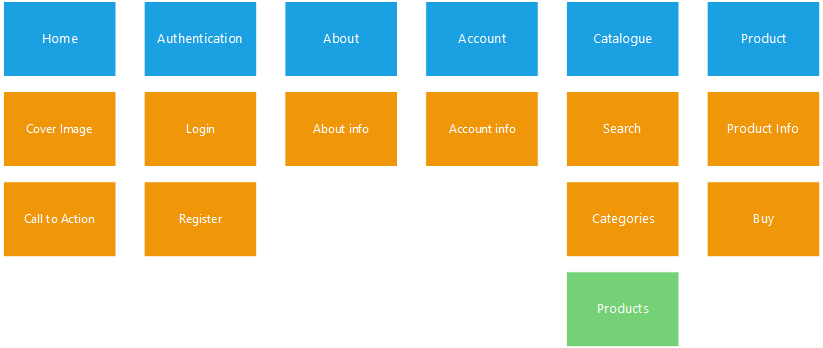 Home
Authentication
About
Account
Catalogue
Product
Cover Image
Login
About info
Account info
Search
Product Info
Call to Action
Register
Categories
Buy
Products